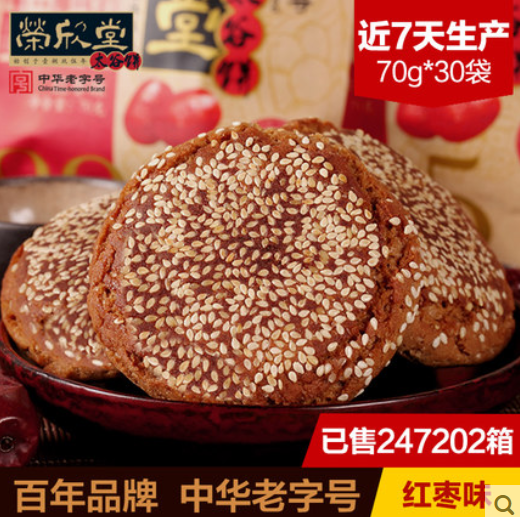 榮欣堂
太谷饼
中华老字号
China Time-honored Brand
近7天生产
70g*30袋
堂
已售247202箱
百年品牌 中华老字号
红枣味